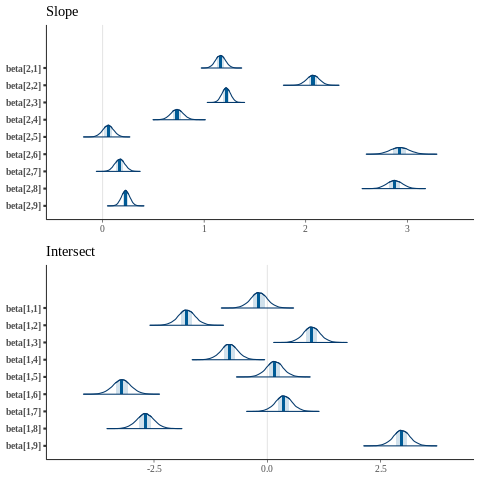 Slope
beta[2,1]
beta[2,2]
beta[2,3]
beta[2,4]
beta[2,5]
beta[2,6]
beta[2,7]
beta[2,8]
beta[2,9]
0 1 2 3
Intersect
beta[1,1]
beta[1,2]
beta[1,3]
beta[1,4]
beta[1,5]
beta[1,6]
beta[1,7]
beta[1,8]
beta[1,9]
-2.5 0.0 2.5